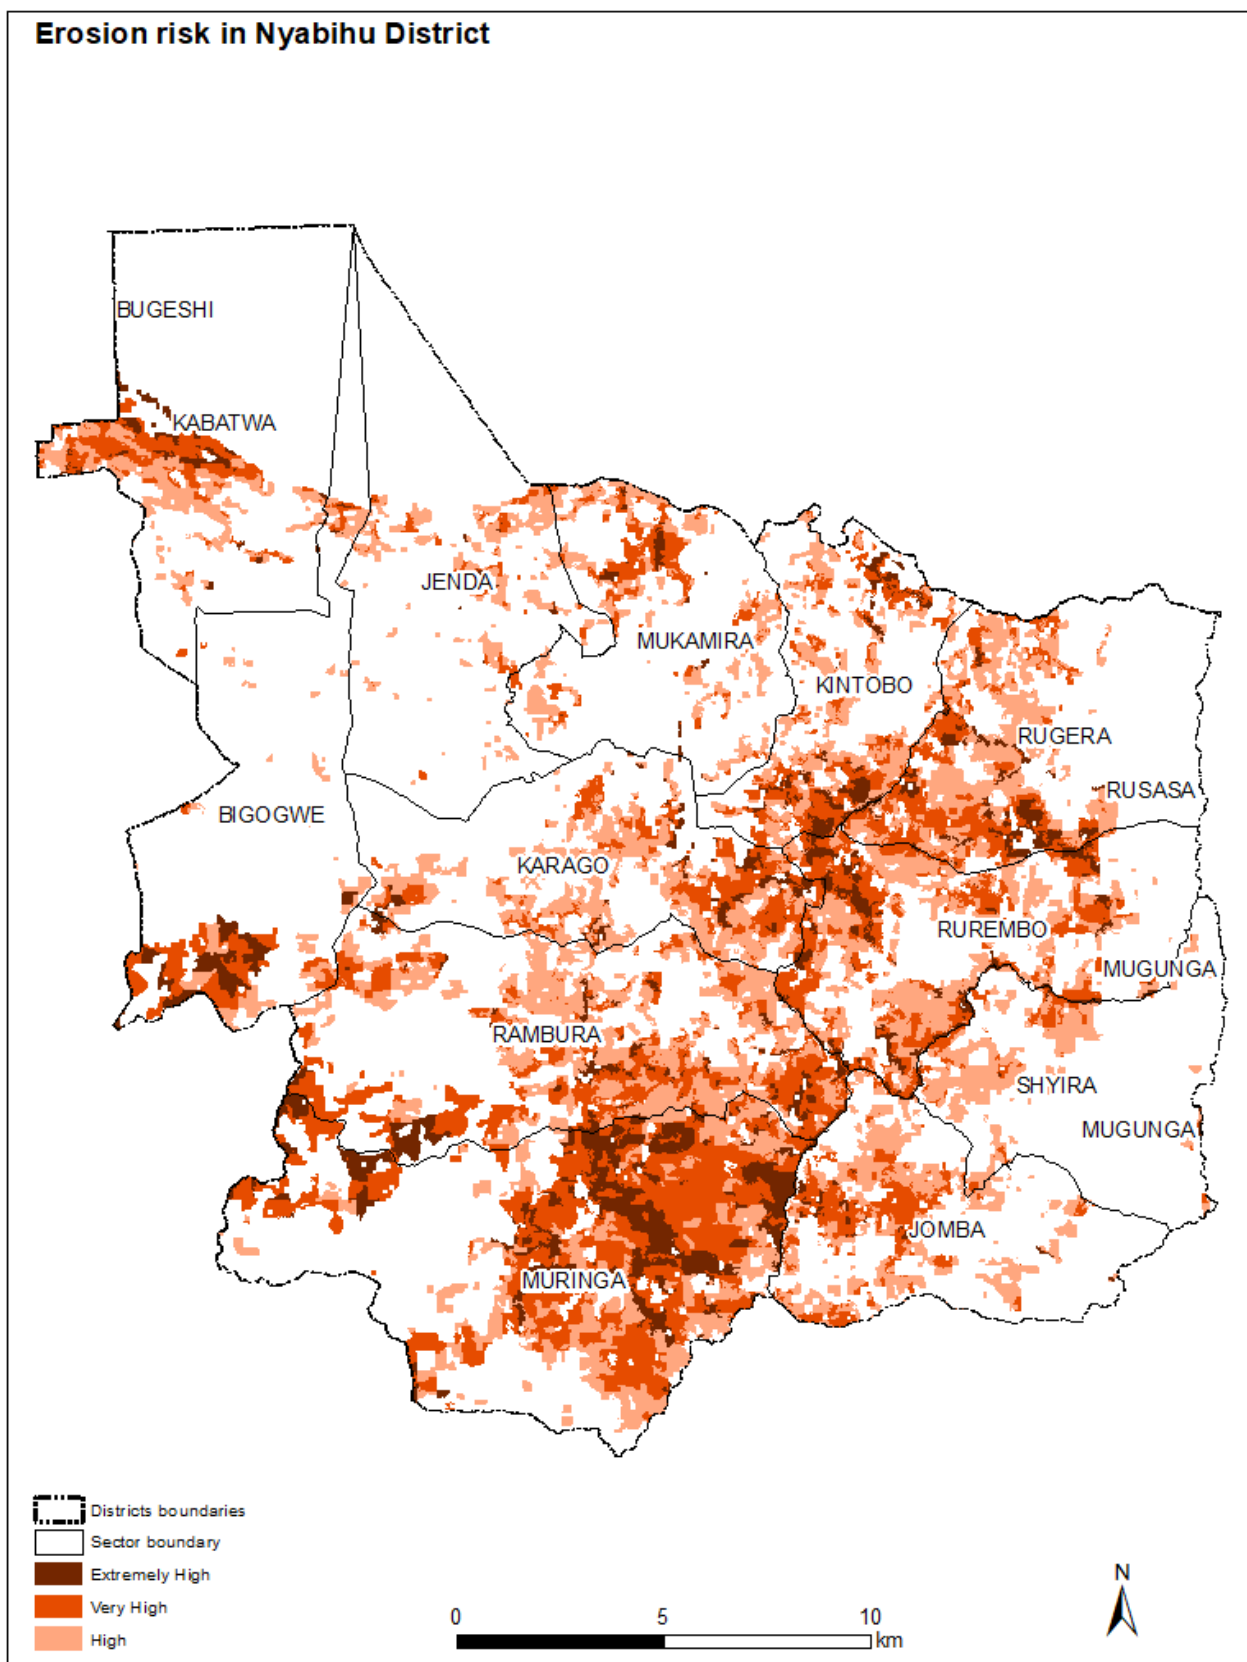 Erosion risk in Nyabihu District
BUGESHI
KABATWA
JENDA
MUKAMIRA
KINTOBO
RUGERA
RUSASA
BIGOGWE
KARAGO
RUREMBO
MUGUNGA
RAMBURA
SHYIRA
MUGUNGA
JOMBA
MURINGA
Districts boundaries
Sector boundary
Extremely High
Very High
High
0 5 10
km
N